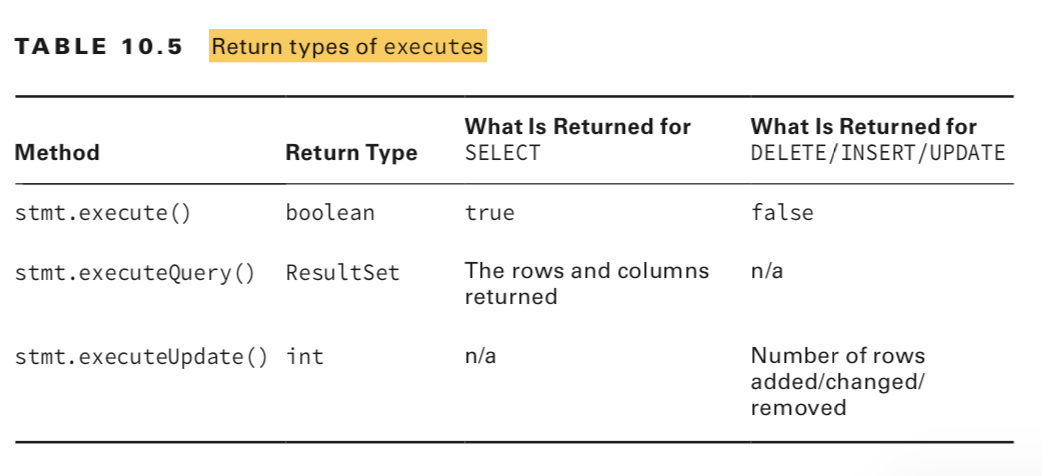 TABLE 10.5 Return types of executes
What Is Returned for What Is Returned for
Method Return Type SELECT DELETE/INSERT/UPDATE
stmt.execute() boolean true false
stmt.executeQuery() ResultSet The rows and columns n/a
returned
stmt.executeUpdate() int n/a Number of rows
added/changed/
removed